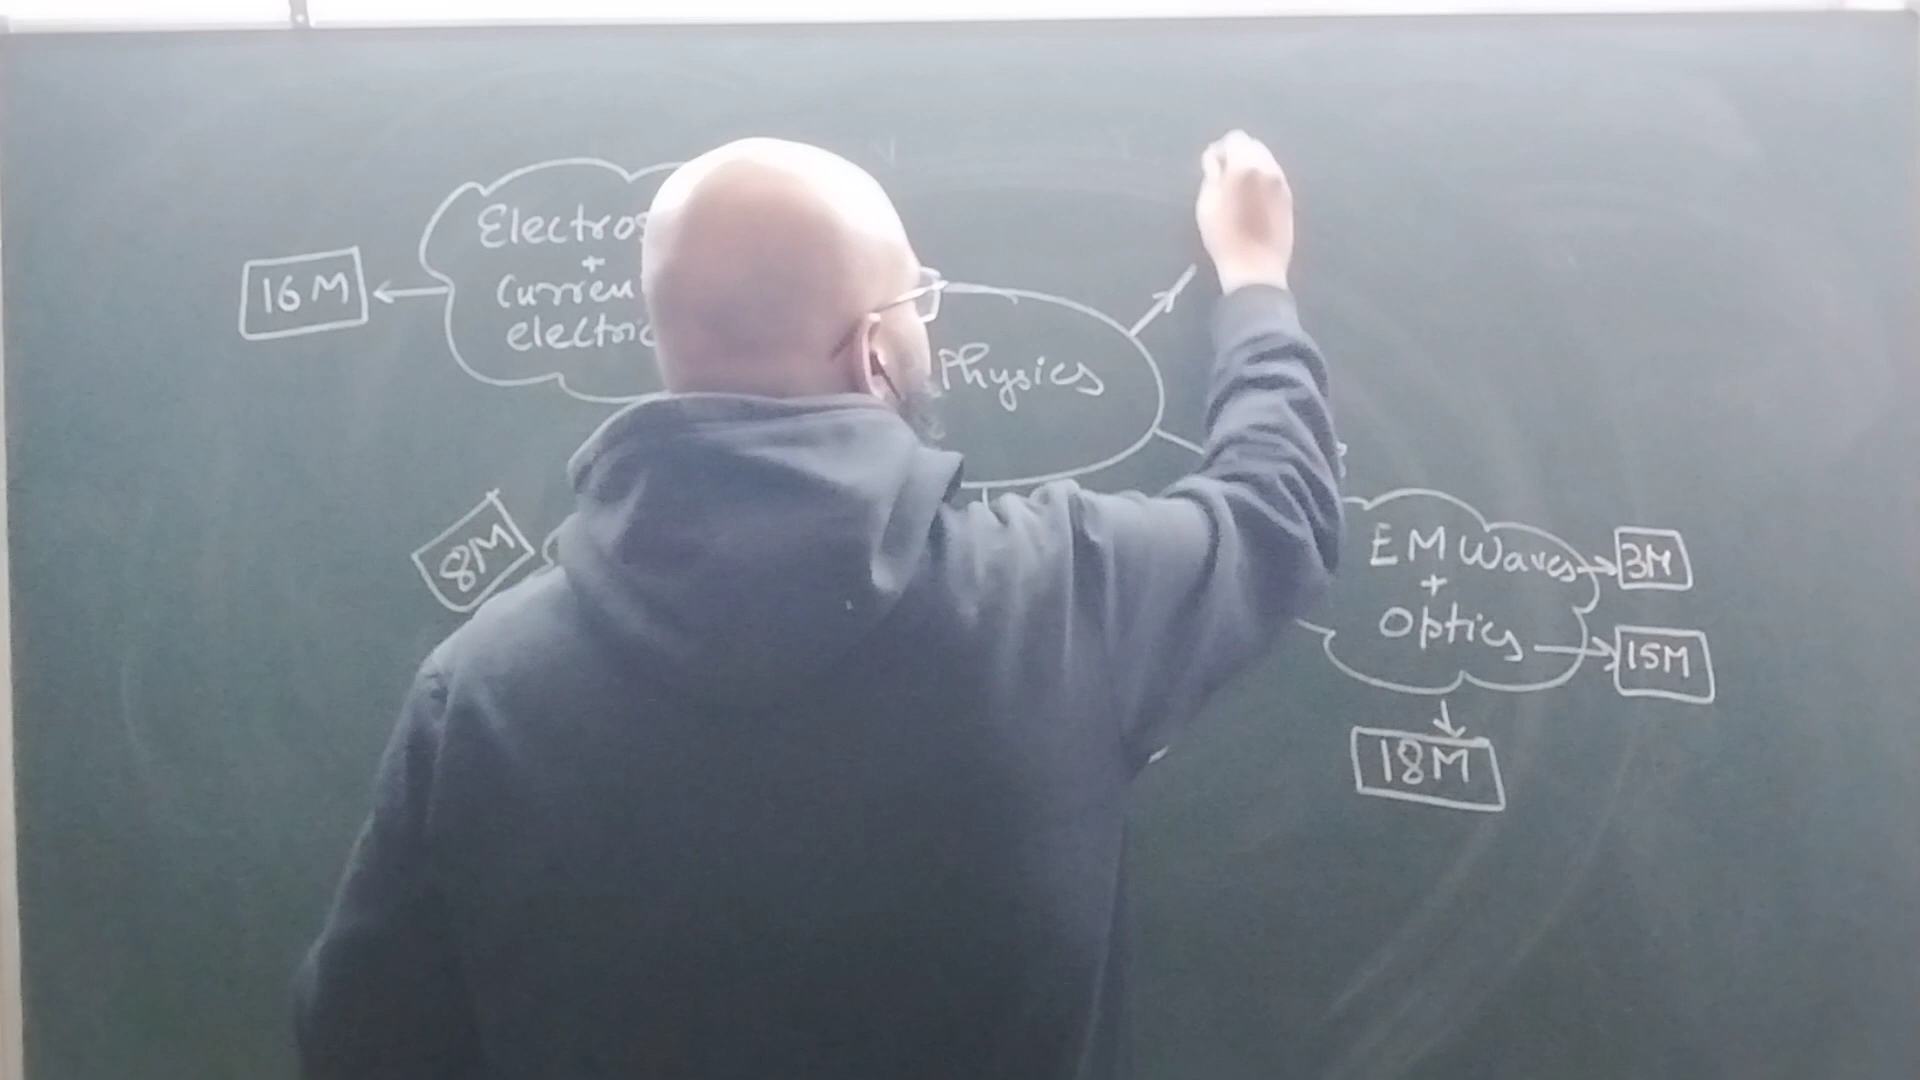 Electros
+
Curren
electric
16 M
Physics
8M
EM Waves
+
Optics
3M
15M
18M